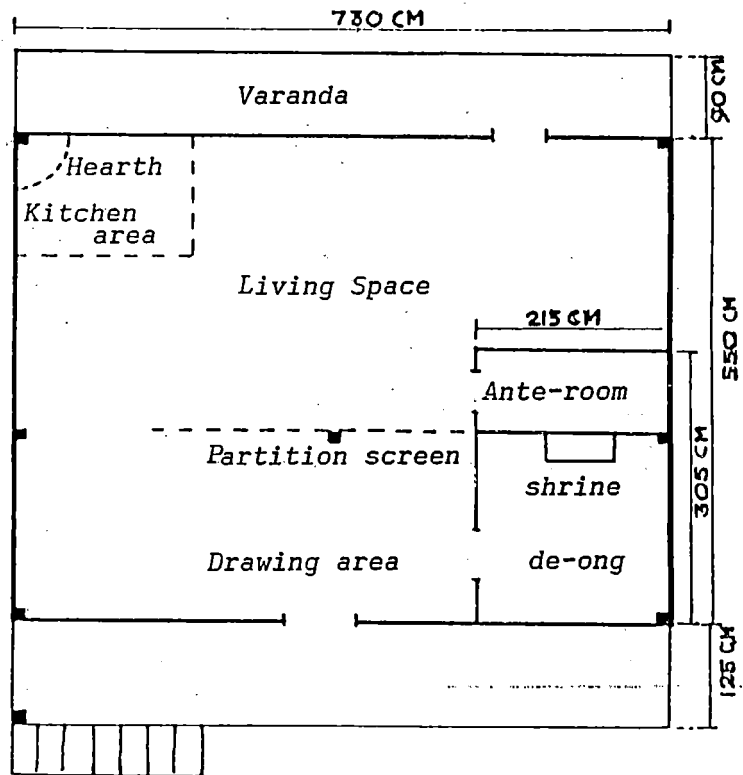 730 CM
90 CM
Varanda
Hearth
Kitchen
area
Living Space
215 CM
550 CM
Ante-room
Partition screen
305 CM
shrine
Drawing area
de-ong
125 CM